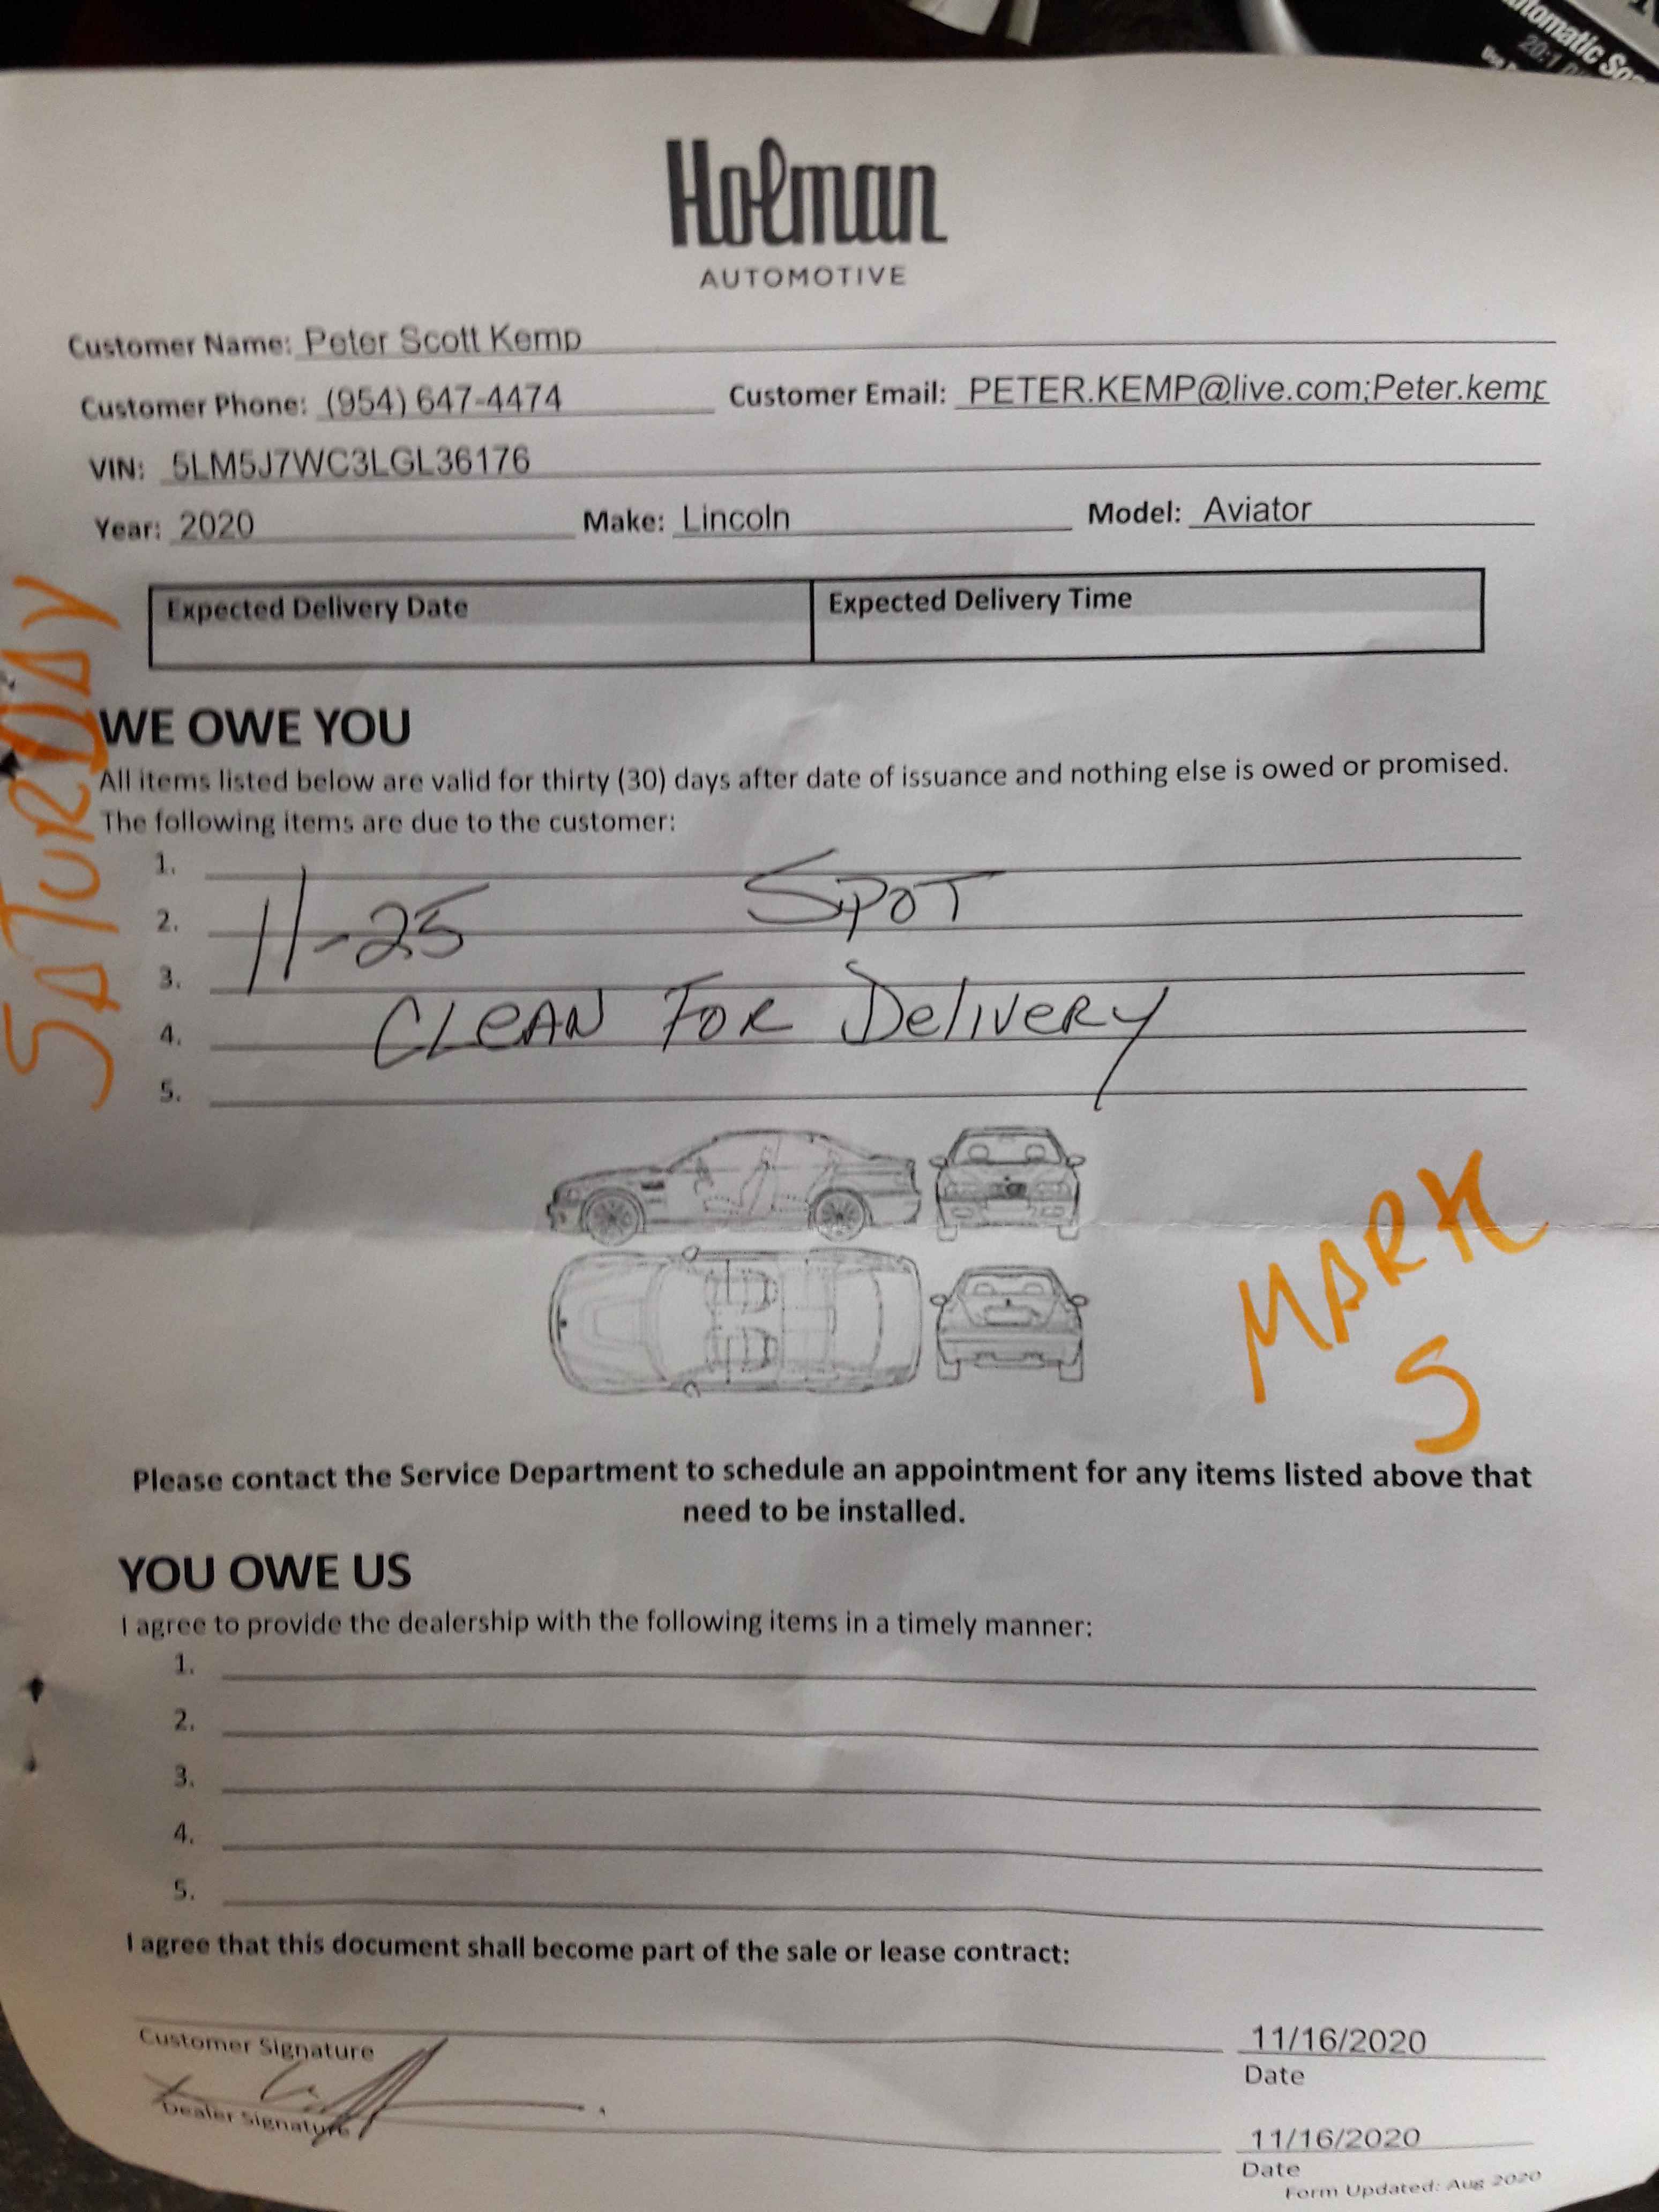 utomatic So
20:1
Holman
AUTOMOTIVE
Customer Name: Peter Scott Kemp
Customer Phone: (954) 647-4474 Customer Email: PETER.KEMP@live.com;Peter.kemp
VIN: 5LM5J7WC3LGL36176
Year: 2020 Make: Lincoln Model: Aviator
Expected Delivery Date Expected Delivery Time
SATURDAY
WE OWE YOU
All items listed below are valid for thirty (30) days after date of issuance and nothing else is owed or promised.
The following items are due to the customer:
1.
2. 11-25 SPOT
3.
4. CLEAN FOR DELIVERY
5.
MARK
5
Please contact the Service Department to schedule an appointment for any items listed above that
need to be installed.
YOU OWE US
I agree to provide the dealership with the following items in a timely manner:
1.
2.
3.
4.
5.
I agree that this document shall become part of the sale or lease contract:
Customer Signature 11/16/2020
Date
Dealer Signature 11/16/2020
Date
Form Updated: Aug 2020